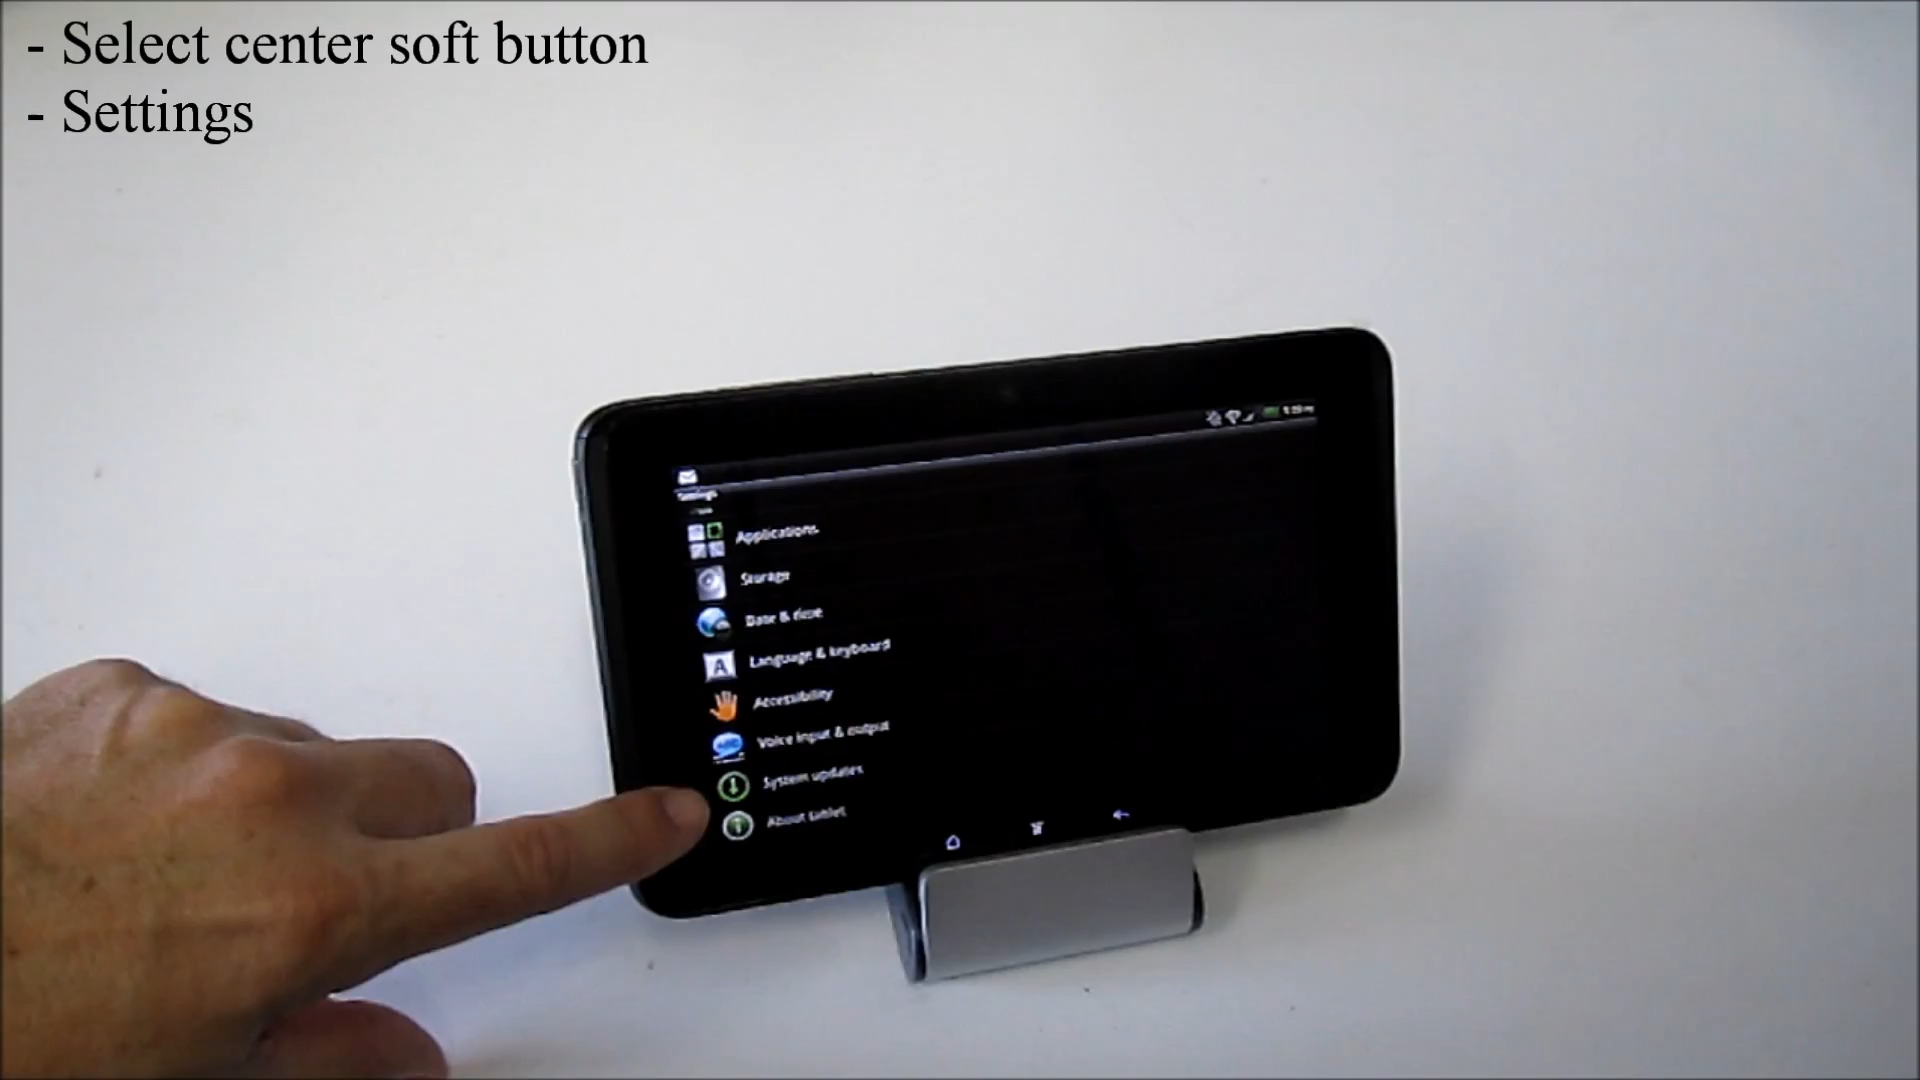 - Select center soft button
- Settings
Settings
Applications
Storage
Date & time
Language & keyboard
A
Accessibility
Voice input & output
System updates
About tablet